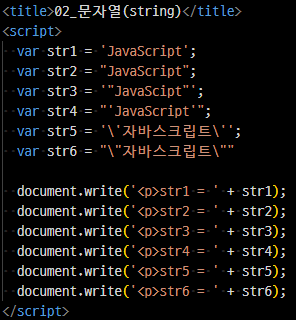 <title>02_문자열(string)</title>
<script>
var str1 = 'JavaScript';
var str2 = "JavaScript";
var str3 = '"JavaScipt"';
var str4 = "'JavaScript'";
var str5 = '\'자바스크립트\'';
var str6 = "\"자바스크립트\""
document.write('<p>str1 = ' + str1);
document.write('<p>str2 = ' + str2);
document.write('<p>str3 = ' + str3);
document.write('<p>str4 = ' + str4);
document.write('<p>str5 = ' + str5);
document.write('<p>str6 = ' + str6);
</script>